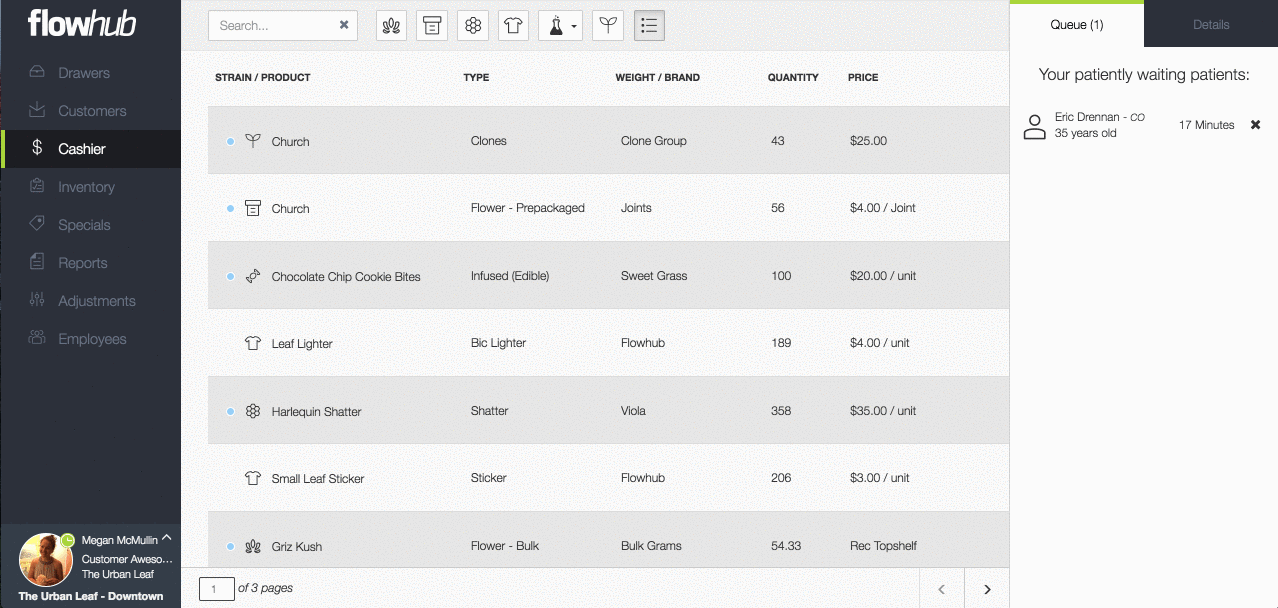 flowhub
Drawers
Customers
$ Cashier
Inventory
Specials
Reports
Adjustments
Employees
Megan McMullin
Customer Aweso...
The Urban Leaf
The Urban Leaf - Downtown
Search...
STRAIN / PRODUCT TYPE WEIGHT / BRAND QUANTITY PRICE
Church Clones Clone Group 43 $25.00
Church Flower - Prepackaged Joints 56 $4.00 / Joint
Chocolate Chip Cookie Bites Infused (Edible) Sweet Grass 100 $20.00 / unit
Leaf Lighter Bic Lighter Flowhub 189 $4.00 / unit
Harlequin Shatter Shatter Viola 358 $35.00 / unit
Small Leaf Sticker Sticker Flowhub 206 $3.00 / unit
Griz Kush Flower - Bulk Bulk Grams 54.33 Rec Topshelf
1 of 3 pages
Queue (1) Details
Your patiently waiting patients:
Eric Drennan - CO
35 years old
17 Minutes